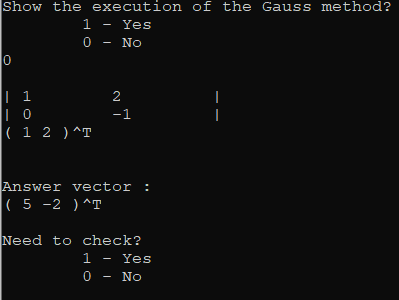 Show the execution of the Gauss method?
1 - Yes
0 - No
0
| 1 2 |
| 0 -1 |
( 1 2 )^T
Answer vector :
( 5 -2 )^T
Need to check?
1 - Yes
0 - No